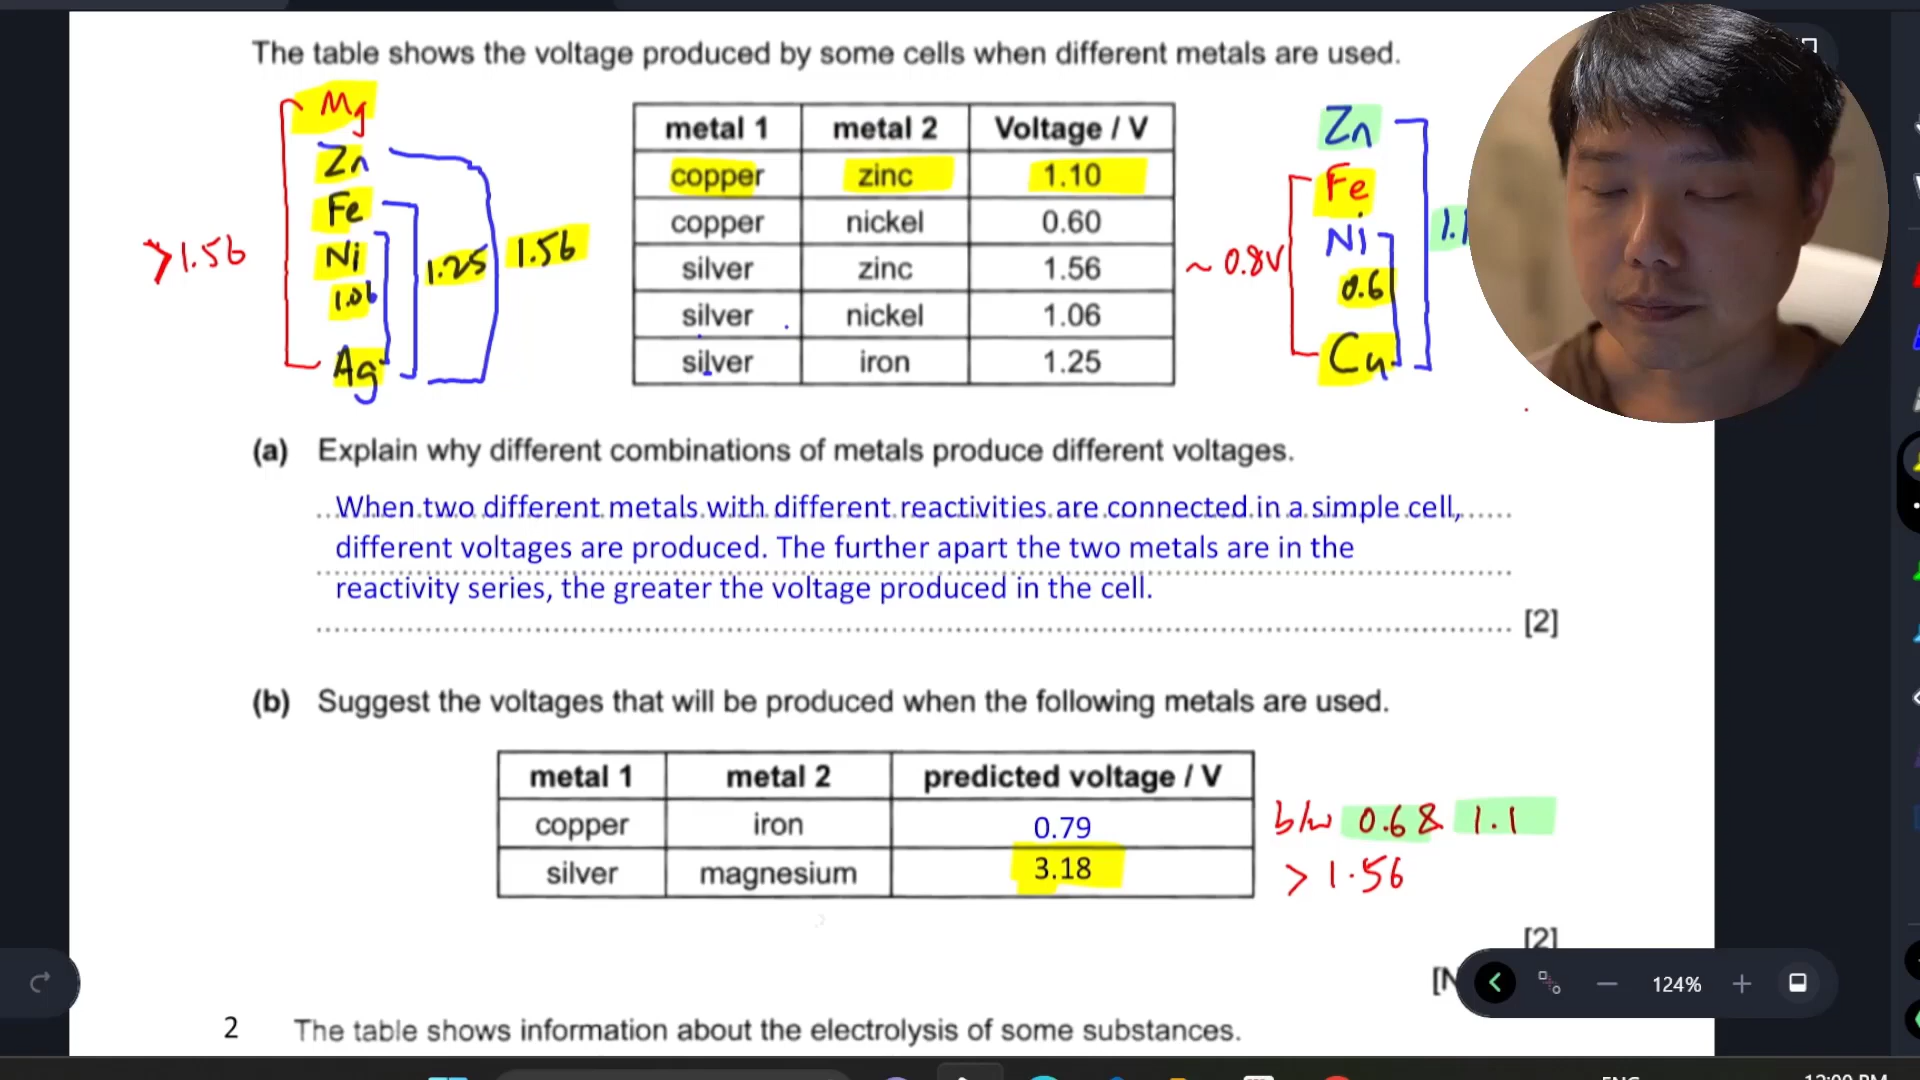 The table shows the voltage produced by some cells when different metals are used.
Mg
Zn
Fe
Ni
1.06
Ag
>1.56
1.25
1.56
metal 1 metal 2 Voltage / V
copper zinc 1.10
copper nickel 0.60
silver zinc 1.56
silver nickel 1.06
silver iron 1.25
Zn
Fe
Ni
0.6
Cu
~ 0.8V
(a) Explain why different combinations of metals produce different voltages.
When two different metals with different reactivities are connected in a simple cell,
different voltages are produced. The further apart the two metals are in the
reactivity series, the greater the voltage produced in the cell.
[2]
(b) Suggest the voltages that will be produced when the following metals are used.
metal 1 metal 2 predicted voltage / V
copper iron 0.79 b/w 0.6 & 1.1
silver magnesium 3.18 > 1.56
[2]
124%
2 The table shows information about the electrolysis of some substances.